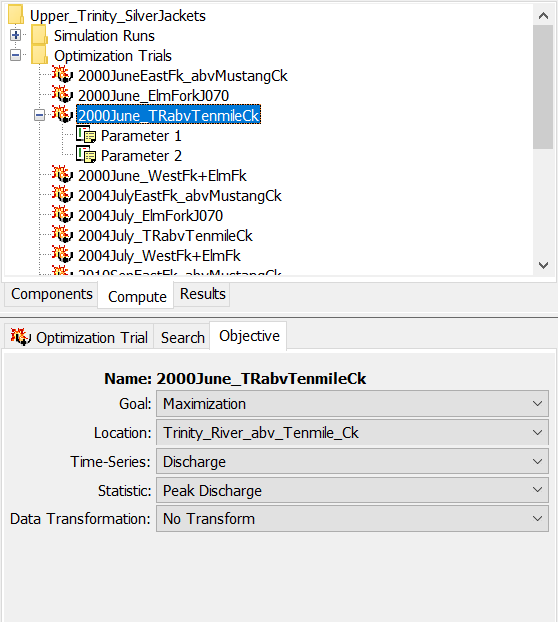 Upper_Trinity_SilverJackets
Simulation Runs
Optimization Trials
2000JuneEastFk_abvMustangCk
2000June_ElmForkJ070
2000June_TRabvTenmileCk
Parameter 1
Parameter 2
2000June_WestFk+ElmFk
2004JulyEastFk_abvMustangCk
2004July_ElmForkJ070
2004July_TRabvTenmileCk
2004July_WestFk+ElmFk
2010SepEastFk_abvMustangCk
Components Compute Results
Optimization Trial Search Objective
Name: 2000June_TRabvTenmileCk
Goal: Maximization
Location: Trinity_River_abv_Tenmile_Ck
Time-Series: Discharge
Statistic: Peak Discharge
Data Transformation: No Transform